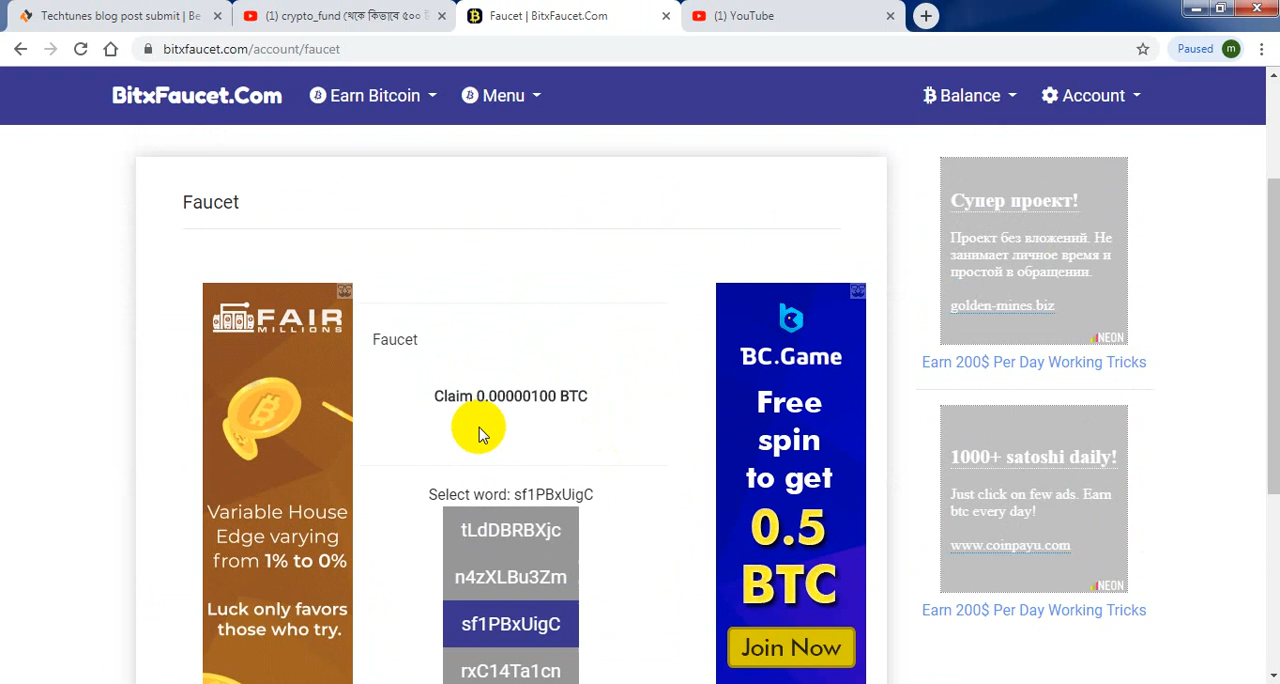 Techtunes blog post submit | Be
(1) crypto_fund থেকে কিভাবে ৫০০ ট
Faucet | BitxFaucet.Com
(1) YouTube
bitxfaucet.com/account/faucet
Paused
m
BitxFaucet.Com
Earn Bitcoin
Menu
Balance
Account
Faucet
FAIR
MILLIONS
Variable House
Edge varying
from 1% to 0%
Luck only favors
those who try.
Faucet
Claim 0.00000100 BTC
Select word: sf1PBxUigC
tLdDBRBXjc
n4zXLBu3Zm
sf1PBxUigC
rxC14Ta1cn
BC.Game
Free
spin
to get
0.5
BTC
Join Now
Супер проект!
Проект без вложений. Не
занимает личное время и
простой в обращении.
golden-mines.biz
NEON
Earn 200$ Per Day Working Tricks
1000+ satoshi daily!
Just click on few ads. Earn
btc every day!
www.coinpayu.com
NEON
Earn 200$ Per Day Working Tricks